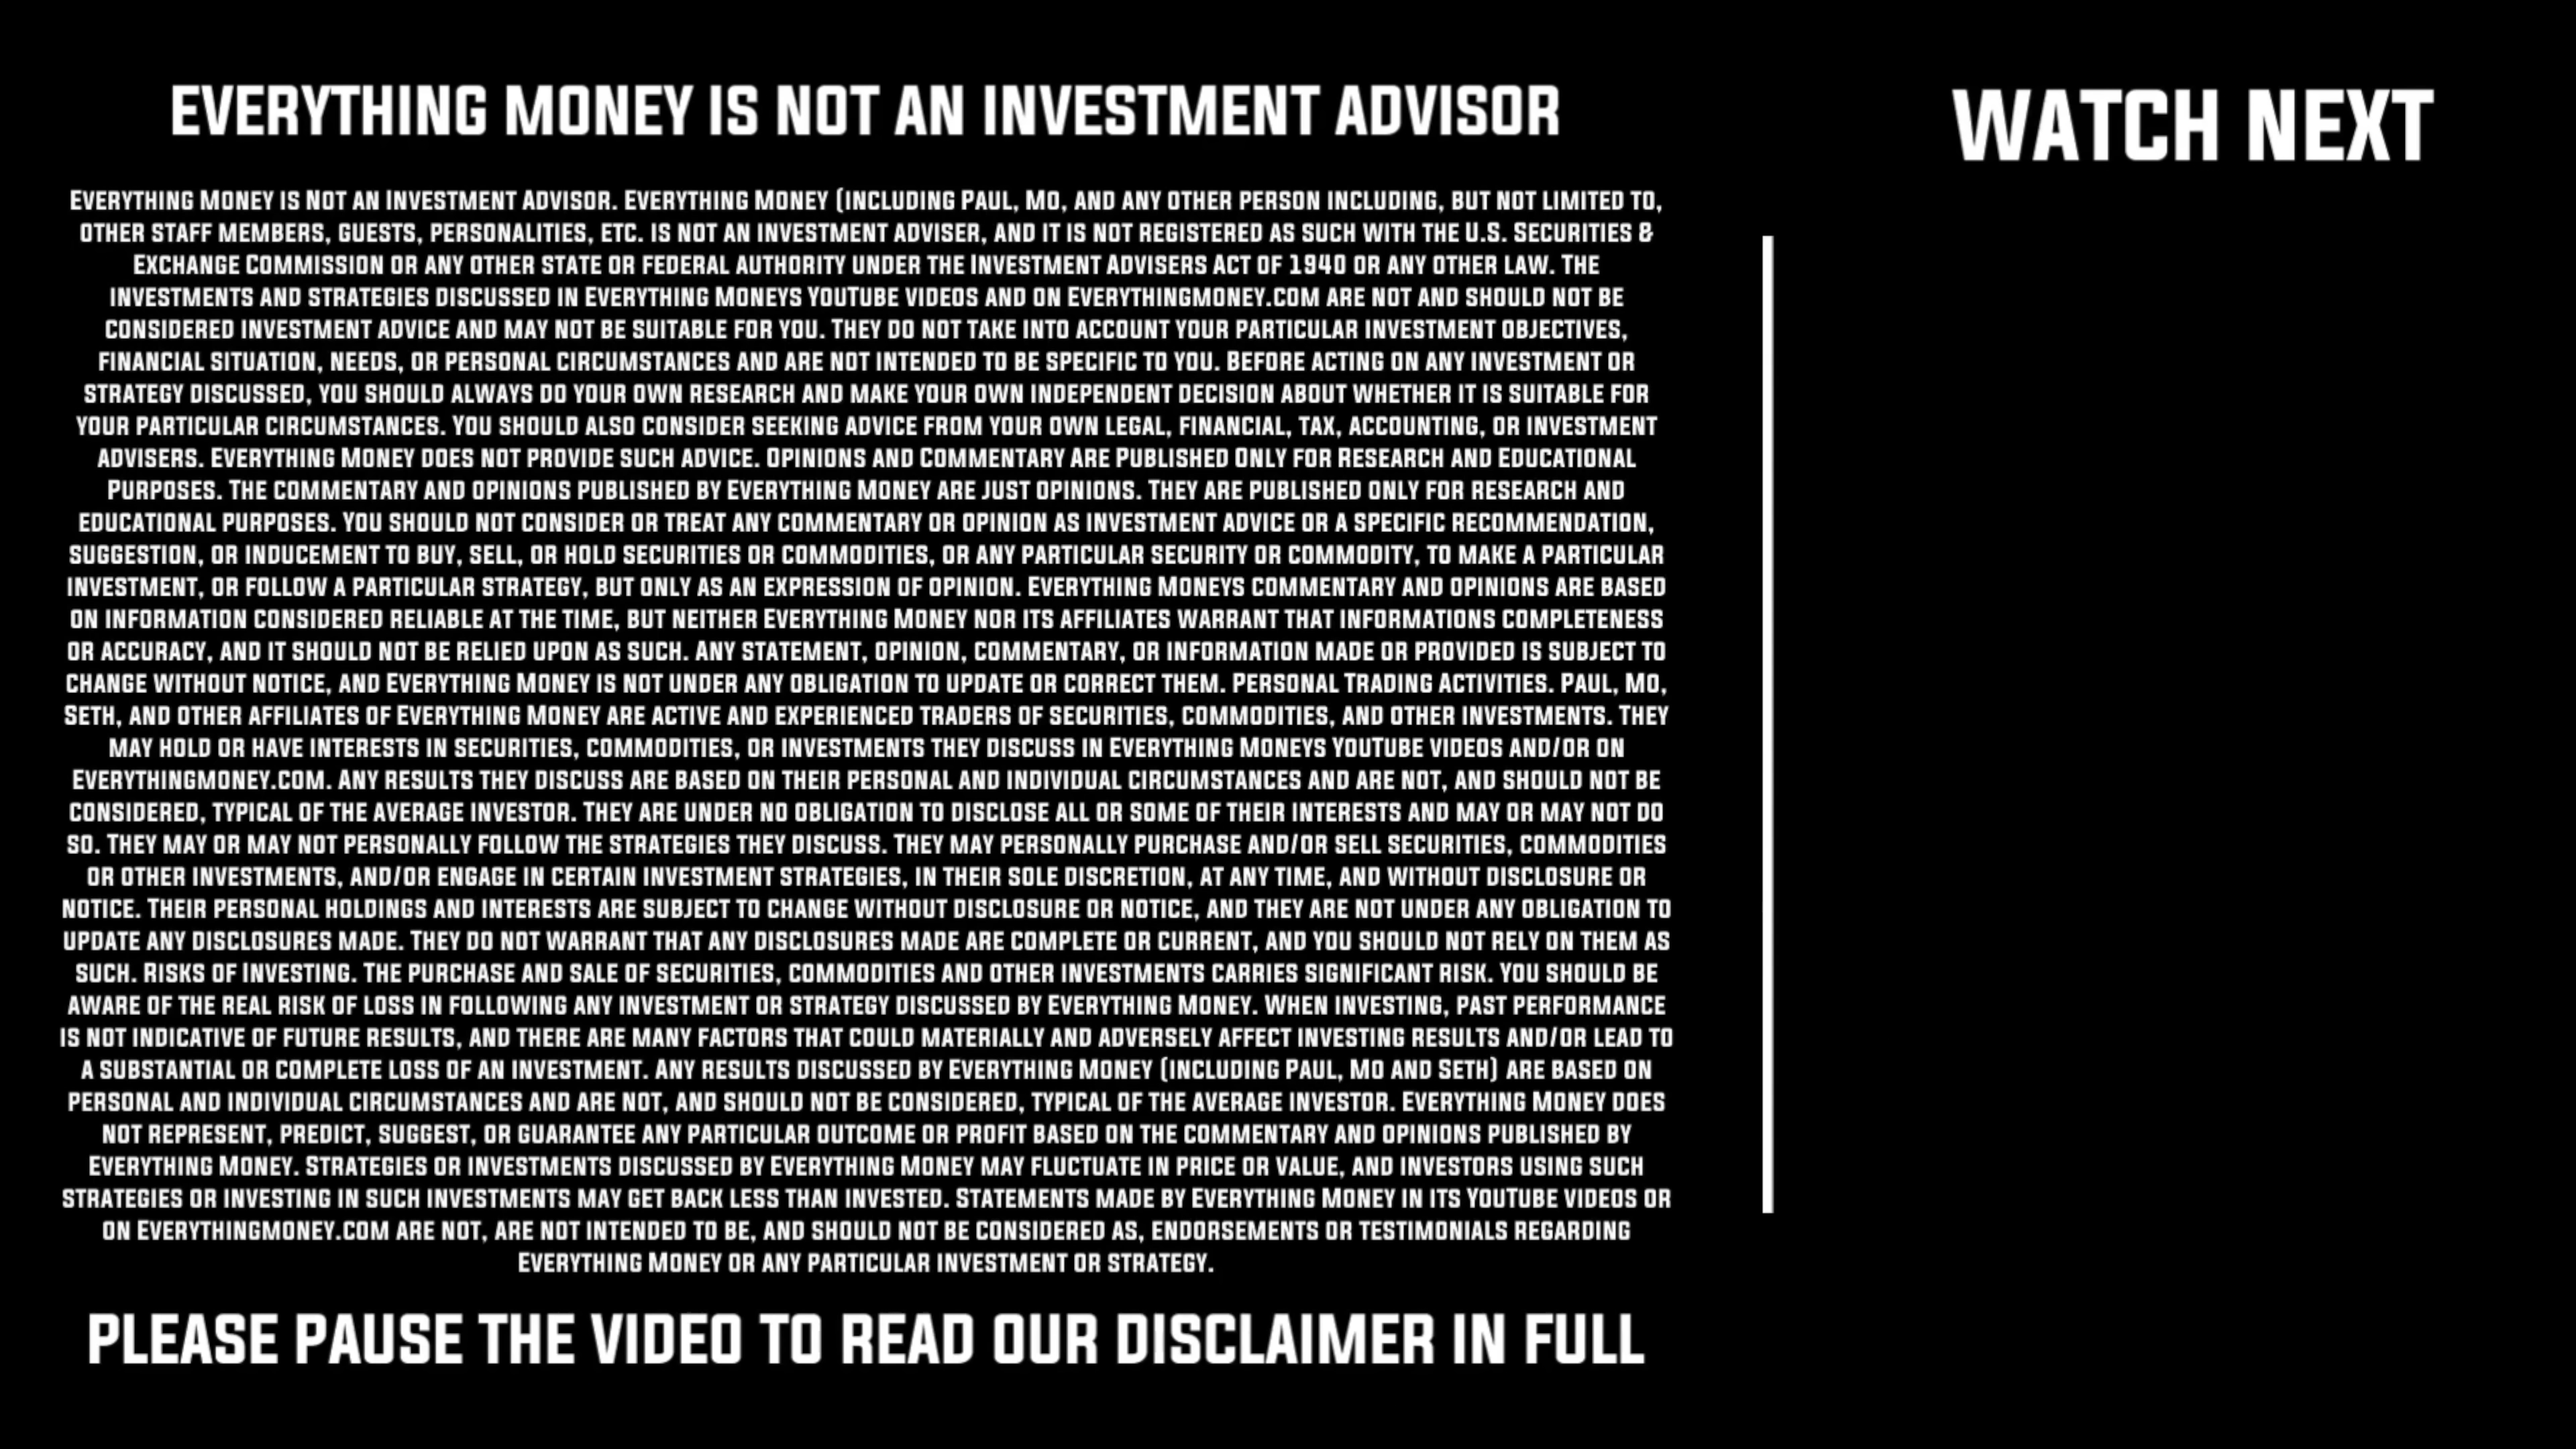 EVERYTHING MONEY IS NOT AN INVESTMENT ADVISOR
EVERYTHING MONEY IS NOT AN INVESTMENT ADVISOR. EVERYTHING MONEY (INCLUDING PAUL, MO, AND ANY OTHER PERSON INCLUDING, BUT NOT LIMITED TO,
OTHER STAFF MEMBERS, GUESTS, PERSONALITIES, ETC. IS NOT AN INVESTMENT ADVISER, AND IT IS NOT REGISTERED AS SUCH WITH THE U.S. SECURITIES &
EXCHANGE COMMISSION OR ANY OTHER STATE OR FEDERAL AUTHORITY UNDER THE INVESTMENT ADVISERS ACT OF 1940 OR ANY OTHER LAW. THE
INVESTMENTS AND STRATEGIES DISCUSSED IN EVERYTHING MONEYS YOUTUBE VIDEOS AND ON EVERYTHINGMONEY.COM ARE NOT AND SHOULD NOT BE
CONSIDERED INVESTMENT ADVICE AND MAY NOT BE SUITABLE FOR YOU. THEY DO NOT TAKE INTO ACCOUNT YOUR PARTICULAR INVESTMENT OBJECTIVES,
FINANCIAL SITUATION, NEEDS, OR PERSONAL CIRCUMSTANCES AND ARE NOT INTENDED TO BE SPECIFIC TO YOU. BEFORE ACTING ON ANY INVESTMENT OR
STRATEGY DISCUSSED, YOU SHOULD ALWAYS DO YOUR OWN RESEARCH AND MAKE YOUR OWN INDEPENDENT DECISION ABOUT WHETHER IT IS SUITABLE FOR
YOUR PARTICULAR CIRCUMSTANCES. YOU SHOULD ALSO CONSIDER SEEKING ADVICE FROM YOUR OWN LEGAL, FINANCIAL, TAX, ACCOUNTING, OR INVESTMENT
ADVISERS. EVERYTHING MONEY DOES NOT PROVIDE SUCH ADVICE. OPINIONS AND COMMENTARY ARE PUBLISHED ONLY FOR RESEARCH AND EDUCATIONAL
PURPOSES. THE COMMENTARY AND OPINIONS PUBLISHED BY EVERYTHING MONEY ARE JUST OPINIONS. THEY ARE PUBLISHED ONLY FOR RESEARCH AND
EDUCATIONAL PURPOSES. YOU SHOULD NOT CONSIDER OR TREAT ANY COMMENTARY OR OPINION AS INVESTMENT ADVICE OR A SPECIFIC RECOMMENDATION,
SUGGESTION, OR INDUCEMENT TO BUY, SELL, OR HOLD SECURITIES OR COMMODITIES, OR ANY PARTICULAR SECURITY OR COMMODITY, TO MAKE A PARTICULAR
INVESTMENT, OR FOLLOW A PARTICULAR STRATEGY, BUT ONLY AS AN EXPRESSION OF OPINION. EVERYTHING MONEYS COMMENTARY AND OPINIONS ARE BASED
ON INFORMATION CONSIDERED RELIABLE AT THE TIME, BUT NEITHER EVERYTHING MONEY NOR ITS AFFILIATES WARRANT THAT INFORMATIONS COMPLETENESS
OR ACCURACY, AND IT SHOULD NOT BE RELIED UPON AS SUCH. ANY STATEMENT, OPINION, COMMENTARY, OR INFORMATION MADE OR PROVIDED IS SUBJECT TO
CHANGE WITHOUT NOTICE, AND EVERYTHING MONEY IS NOT UNDER ANY OBLIGATION TO UPDATE OR CORRECT THEM. PERSONAL TRADING ACTIVITIES. PAUL, MO,
SETH, AND OTHER AFFILIATES OF EVERYTHING MONEY ARE ACTIVE AND EXPERIENCED TRADERS OF SECURITIES, COMMODITIES, AND OTHER INVESTMENTS. THEY
MAY HOLD OR HAVE INTERESTS IN SECURITIES, COMMODITIES, OR INVESTMENTS THEY DISCUSS IN EVERYTHING MONEYS YOUTUBE VIDEOS AND/OR ON
EVERYTHINGMONEY.COM. ANY RESULTS THEY DISCUSS ARE BASED ON THEIR PERSONAL AND INDIVIDUAL CIRCUMSTANCES AND ARE NOT, AND SHOULD NOT BE
CONSIDERED, TYPICAL OF THE AVERAGE INVESTOR. THEY ARE UNDER NO OBLIGATION TO DISCLOSE ALL OR SOME OF THEIR INTERESTS AND MAY OR MAY NOT DO
SO. THEY MAY OR MAY NOT PERSONALLY FOLLOW THE STRATEGIES THEY DISCUSS. THEY MAY PERSONALLY PURCHASE AND/OR SELL SECURITIES, COMMODITIES
OR OTHER INVESTMENTS, AND/OR ENGAGE IN CERTAIN INVESTMENT STRATEGIES, IN THEIR SOLE DISCRETION, AT ANY TIME, AND WITHOUT DISCLOSURE OR
NOTICE. THEIR PERSONAL HOLDINGS AND INTERESTS ARE SUBJECT TO CHANGE WITHOUT DISCLOSURE OR NOTICE, AND THEY ARE NOT UNDER ANY OBLIGATION TO
UPDATE ANY DISCLOSURES MADE. THEY DO NOT WARRANT THAT ANY DISCLOSURES MADE ARE COMPLETE OR CURRENT, AND YOU SHOULD NOT RELY ON THEM AS
SUCH. RISKS OF INVESTING. THE PURCHASE AND SALE OF SECURITIES, COMMODITIES AND OTHER INVESTMENTS CARRIES SIGNIFICANT RISK. YOU SHOULD BE
AWARE OF THE REAL RISK OF LOSS IN FOLLOWING ANY INVESTMENT OR STRATEGY DISCUSSED BY EVERYTHING MONEY. WHEN INVESTING, PAST PERFORMANCE
IS NOT INDICATIVE OF FUTURE RESULTS, AND THERE ARE MANY FACTORS THAT COULD MATERIALLY AND ADVERSELY AFFECT INVESTING RESULTS AND/OR LEAD TO
A SUBSTANTIAL OR COMPLETE LOSS OF AN INVESTMENT. ANY RESULTS DISCUSSED BY EVERYTHING MONEY (INCLUDING PAUL, MO AND SETH) ARE BASED ON
PERSONAL AND INDIVIDUAL CIRCUMSTANCES AND ARE NOT, AND SHOULD NOT BE CONSIDERED, TYPICAL OF THE AVERAGE INVESTOR. EVERYTHING MONEY DOES
NOT REPRESENT, PREDICT, SUGGEST, OR GUARANTEE ANY PARTICULAR OUTCOME OR PROFIT BASED ON THE COMMENTARY AND OPINIONS PUBLISHED BY
EVERYTHING MONEY. STRATEGIES OR INVESTMENTS DISCUSSED BY EVERYTHING MONEY MAY FLUCTUATE IN PRICE OR VALUE, AND INVESTORS USING SUCH
STRATEGIES OR INVESTING IN SUCH INVESTMENTS MAY GET BACK LESS THAN INVESTED. STATEMENTS MADE BY EVERYTHING MONEY IN ITS YOUTUBE VIDEOS OR
ON EVERYTHINGMONEY.COM ARE NOT, ARE NOT INTENDED TO BE, AND SHOULD NOT BE CONSIDERED AS, ENDORSEMENTS OR TESTIMONIALS REGARDING
EVERYTHING MONEY OR ANY PARTICULAR INVESTMENT OR STRATEGY.
PLEASE PAUSE THE VIDEO TO READ OUR DISCLAIMER IN FULL
WATCH NEXT